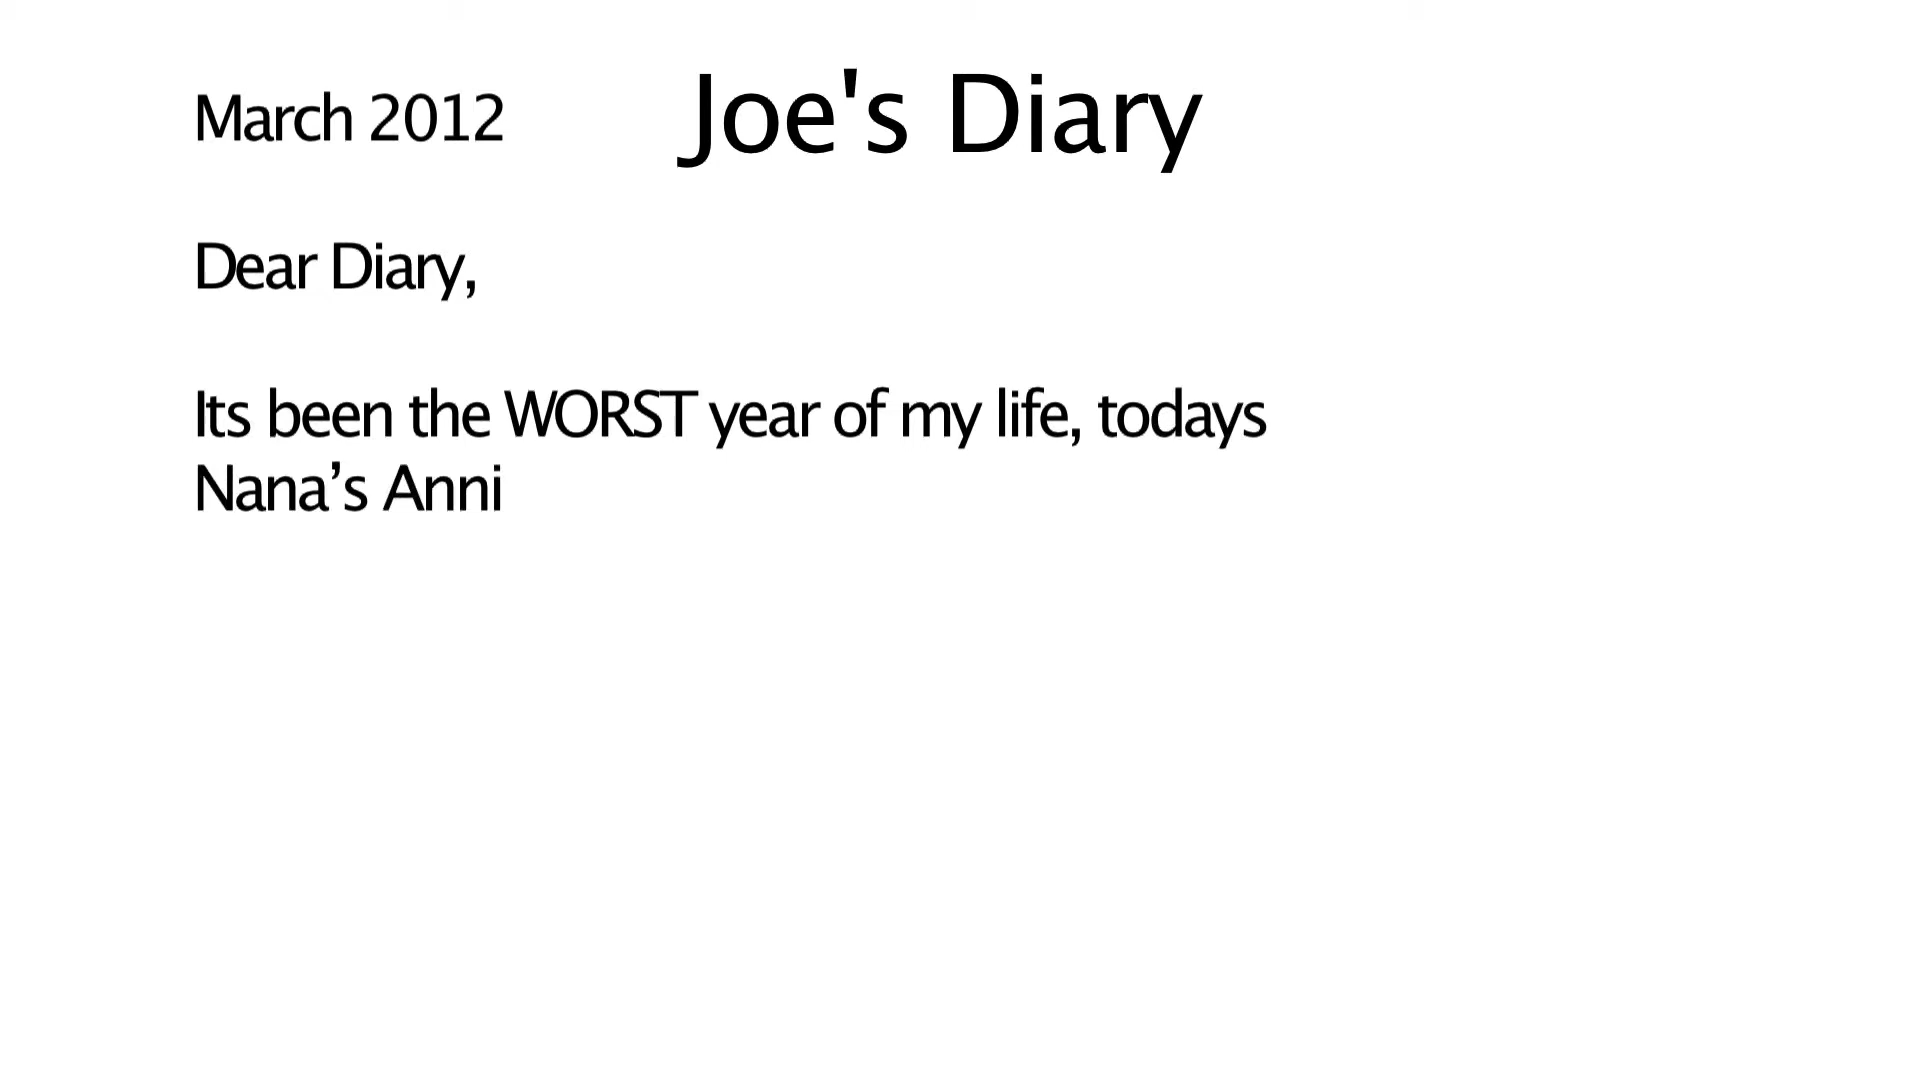 March 2012
Joe's Diary
Dear Diary,
Its been the WORST year of my life, todays
Nana’s Anni